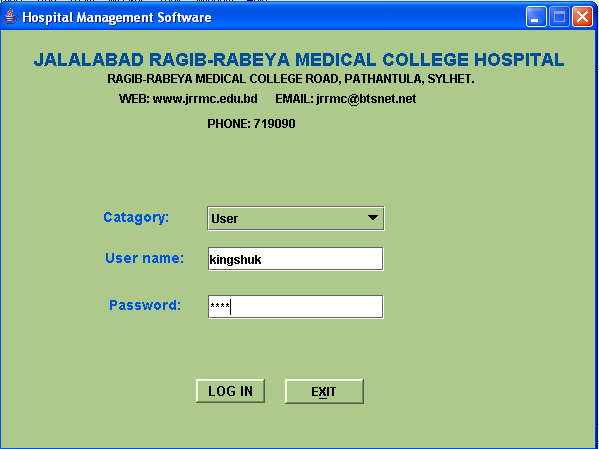 Hospital Management Software
JALALABAD RAGIB-RABEYA MEDICAL COLLEGE HOSPITAL
RAGIB-RABEYA MEDICAL COLLEGE ROAD, PATHANTULA, SYLHET.
WEB: www.jrrmc.edu.bd EMAIL: jrrmc@btsnet.net
PHONE: 719090
Catagory: User
User name: kingshuk
Password: ****
LOG IN EXIT